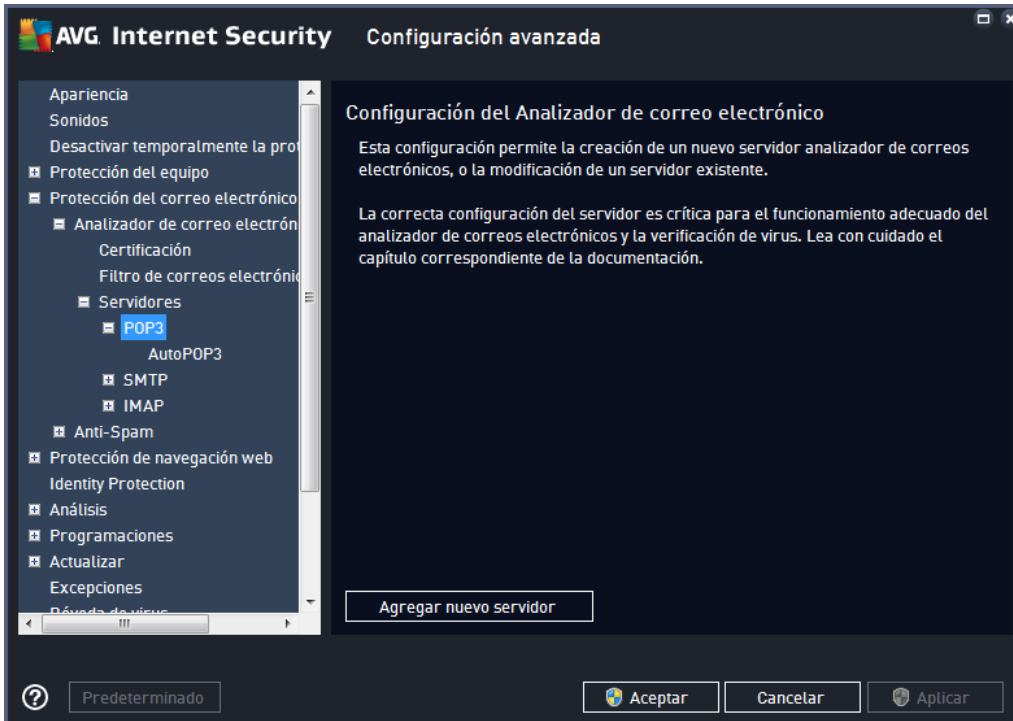 AVG. Internet Security Configuración avanzada
Apariencia
Sonidos
Desactivar temporalmente la prot
Protección del equipo
Protección del correo electrónico
Analizador de correo electrón
Certificación
Filtro de correos electrónic
Servidores
POP3
AutoPOP3
SMTP
IMAP
Anti-Spam
Protección de navegación web
Identity Protection
Análisis
Programaciones
Actualizar
Excepciones
Bóveda de virus
Configuración del Analizador de correo electrónico
Esta configuración permite la creación de un nuevo servidor analizador de correos
electrónicos, o la modificación de un servidor existente.
La correcta configuración del servidor es crítica para el funcionamiento adecuado del
analizador de correos electrónicos y la verificación de virus. Lea con cuidado el
capítulo correspondiente de la documentación.
Agregar nuevo servidor
Predeterminado
Aceptar
Cancelar
Aplicar